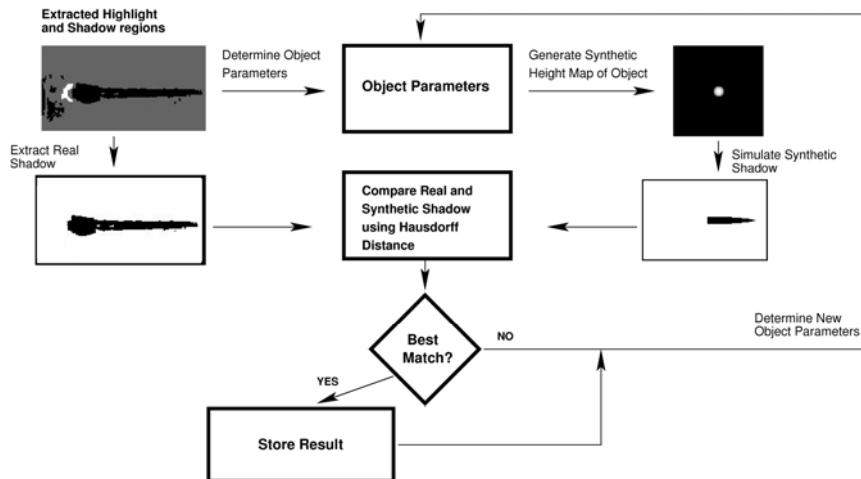 Extracted Highlight
and Shadow regions
Determine Object
Parameters
Object Parameters
Generate Synthetic
Height Map of Object
Extract Real
Shadow
Simulate Synthetic
Shadow
Compare Real and
Synthetic Shadow
using Hausdorff
Distance
Best
Match?
NO
Determine New
Object Parameters
YES
Store Result